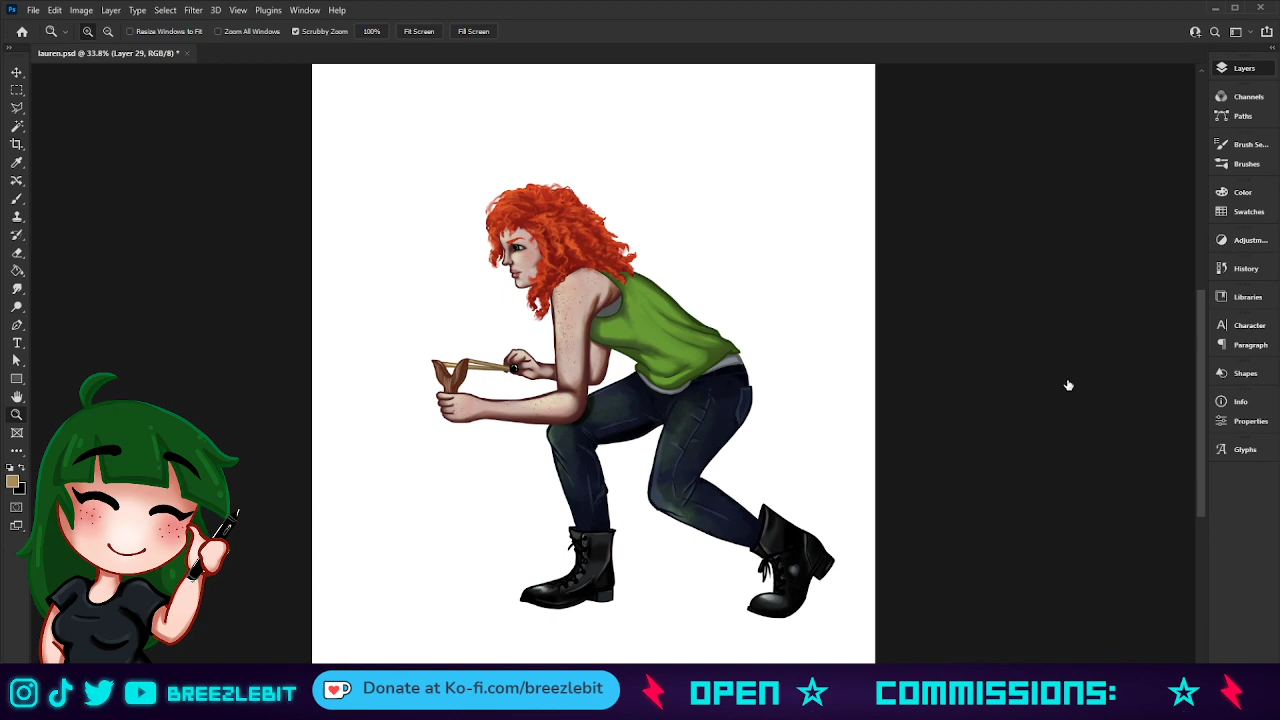 Ps File Edit Image Layer Type Select Filter 3D View Plugins Window Help
Resize Windows to Fit Zoom All Windows Scrubby Zoom 100% Fit Screen Fill Screen
lauren.psd @ 33.8% (Layer 29, RGB/8) * ×
Layers
Channels
Paths
Brush Se...
Brushes
Color
Swatches
Adjustm...
History
Libraries
Character
Paragraph
Shapes
Info
Properties
Glyphs
BREEZLEBIT Donate at Ko-fi.com/breezlebit OPEN COMMISSIONS: